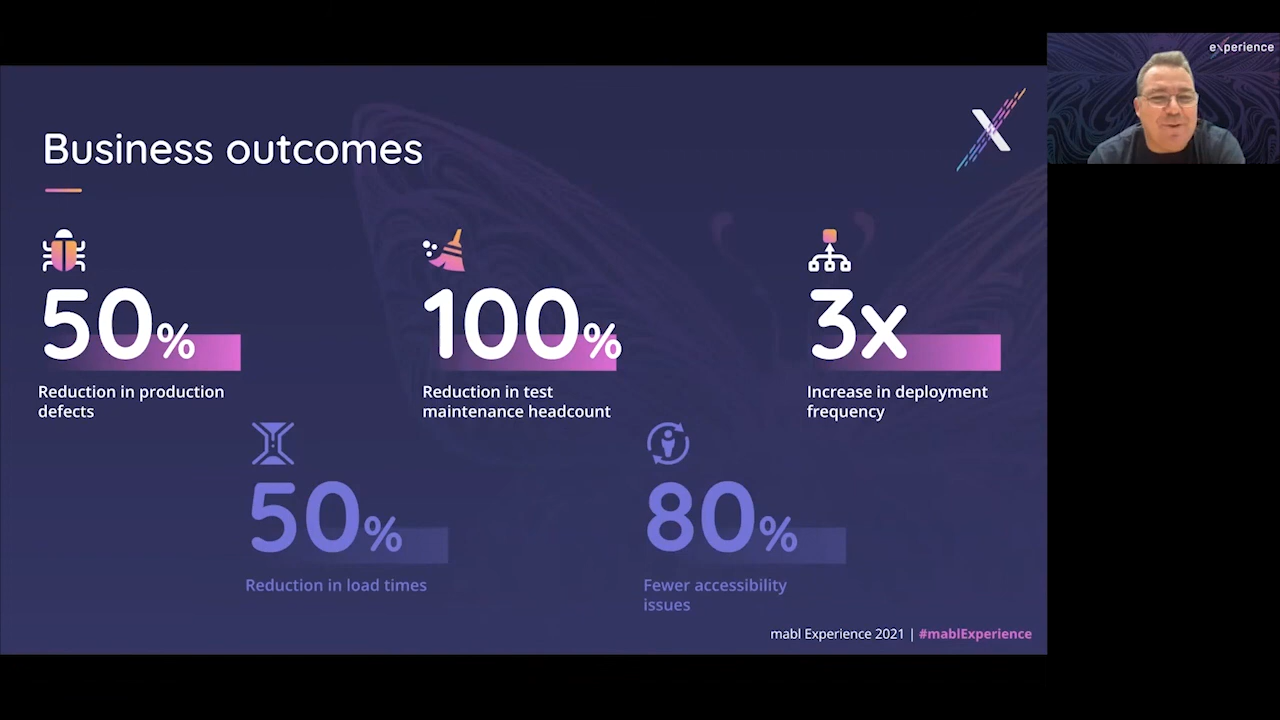 experience
Business outcomes
50%
Reduction in production
defects
100%
Reduction in test
maintenance headcount
3x
Increase in deployment
frequency
50%
Reduction in load times
80%
Fewer accessibility
issues
mabl Experience 2021 | #mablExperience